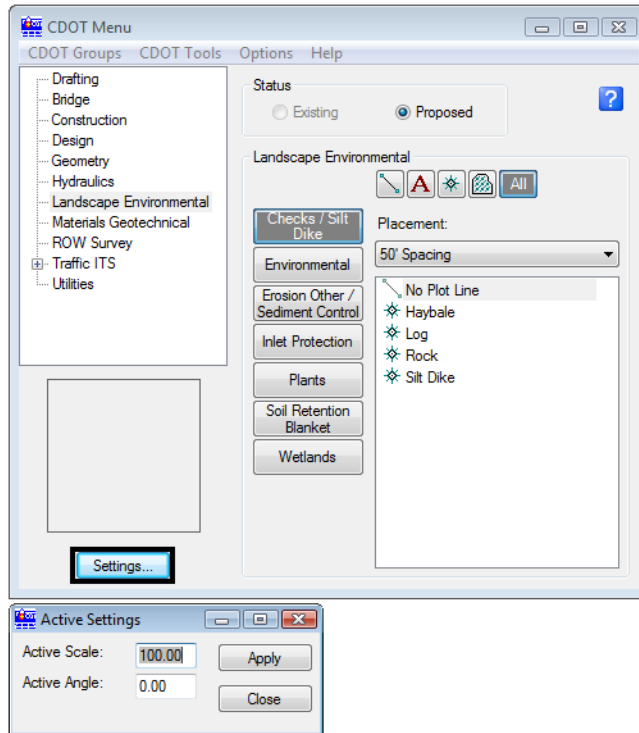 CDOT Menu
CDOT Groups CDOT Tools Options Help
Drafting
Bridge
Construction
Design
Geometry
Hydraulics
Landscape Environmental
Materials Geotechnical
ROW Survey
Traffic ITS
Utilities
Status
Existing Proposed
?
Landscape Environmental
A All
Checks / Silt
Dike
Environmental
Erosion Other /
Sediment Control
Inlet Protection
Plants
Soil Retention
Blanket
Wetlands
Placement:
50' Spacing
No Plot Line
Haybale
Log
Rock
Silt Dike
Settings...
Active Settings
Active Scale: 100.00 Apply
Active Angle: 0.00
Close